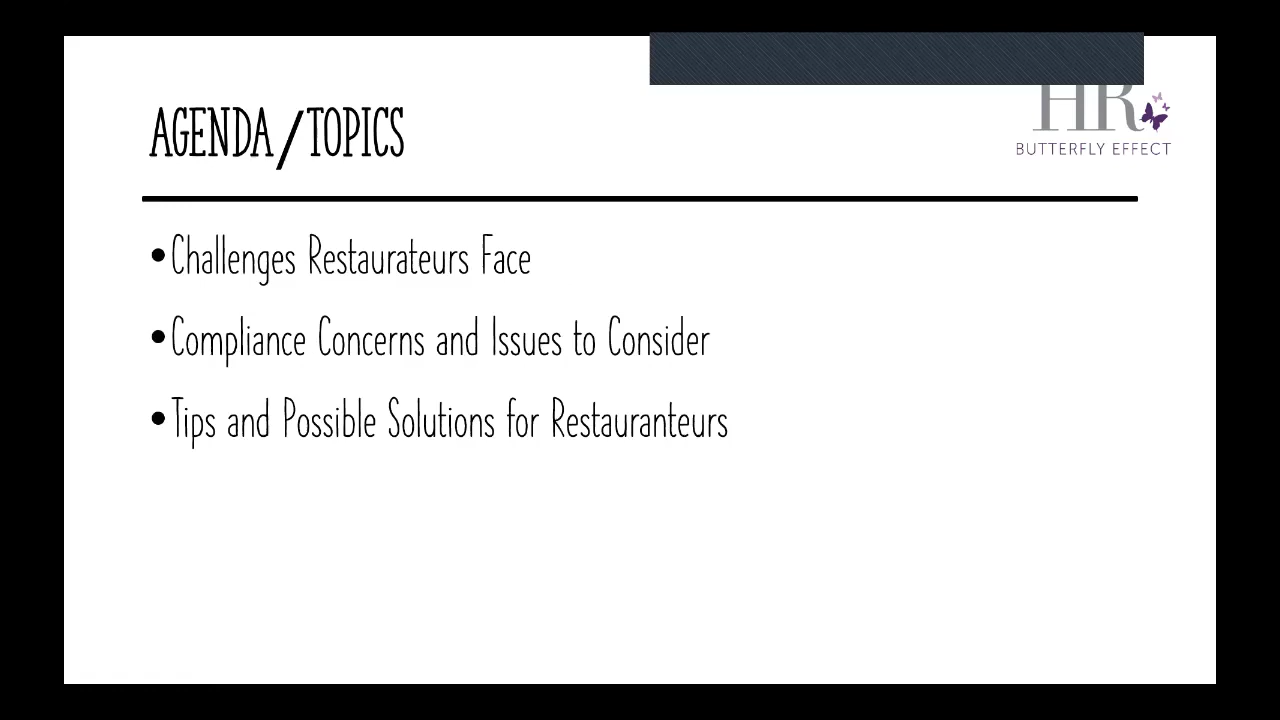 HR
AGENDA/TOPICS
BUTTERFLY EFFECT
•Challenges Restaurateurs Face
•Compliance Concerns and Issues to Consider
•Tips and Possible Solutions for Restauranteurs